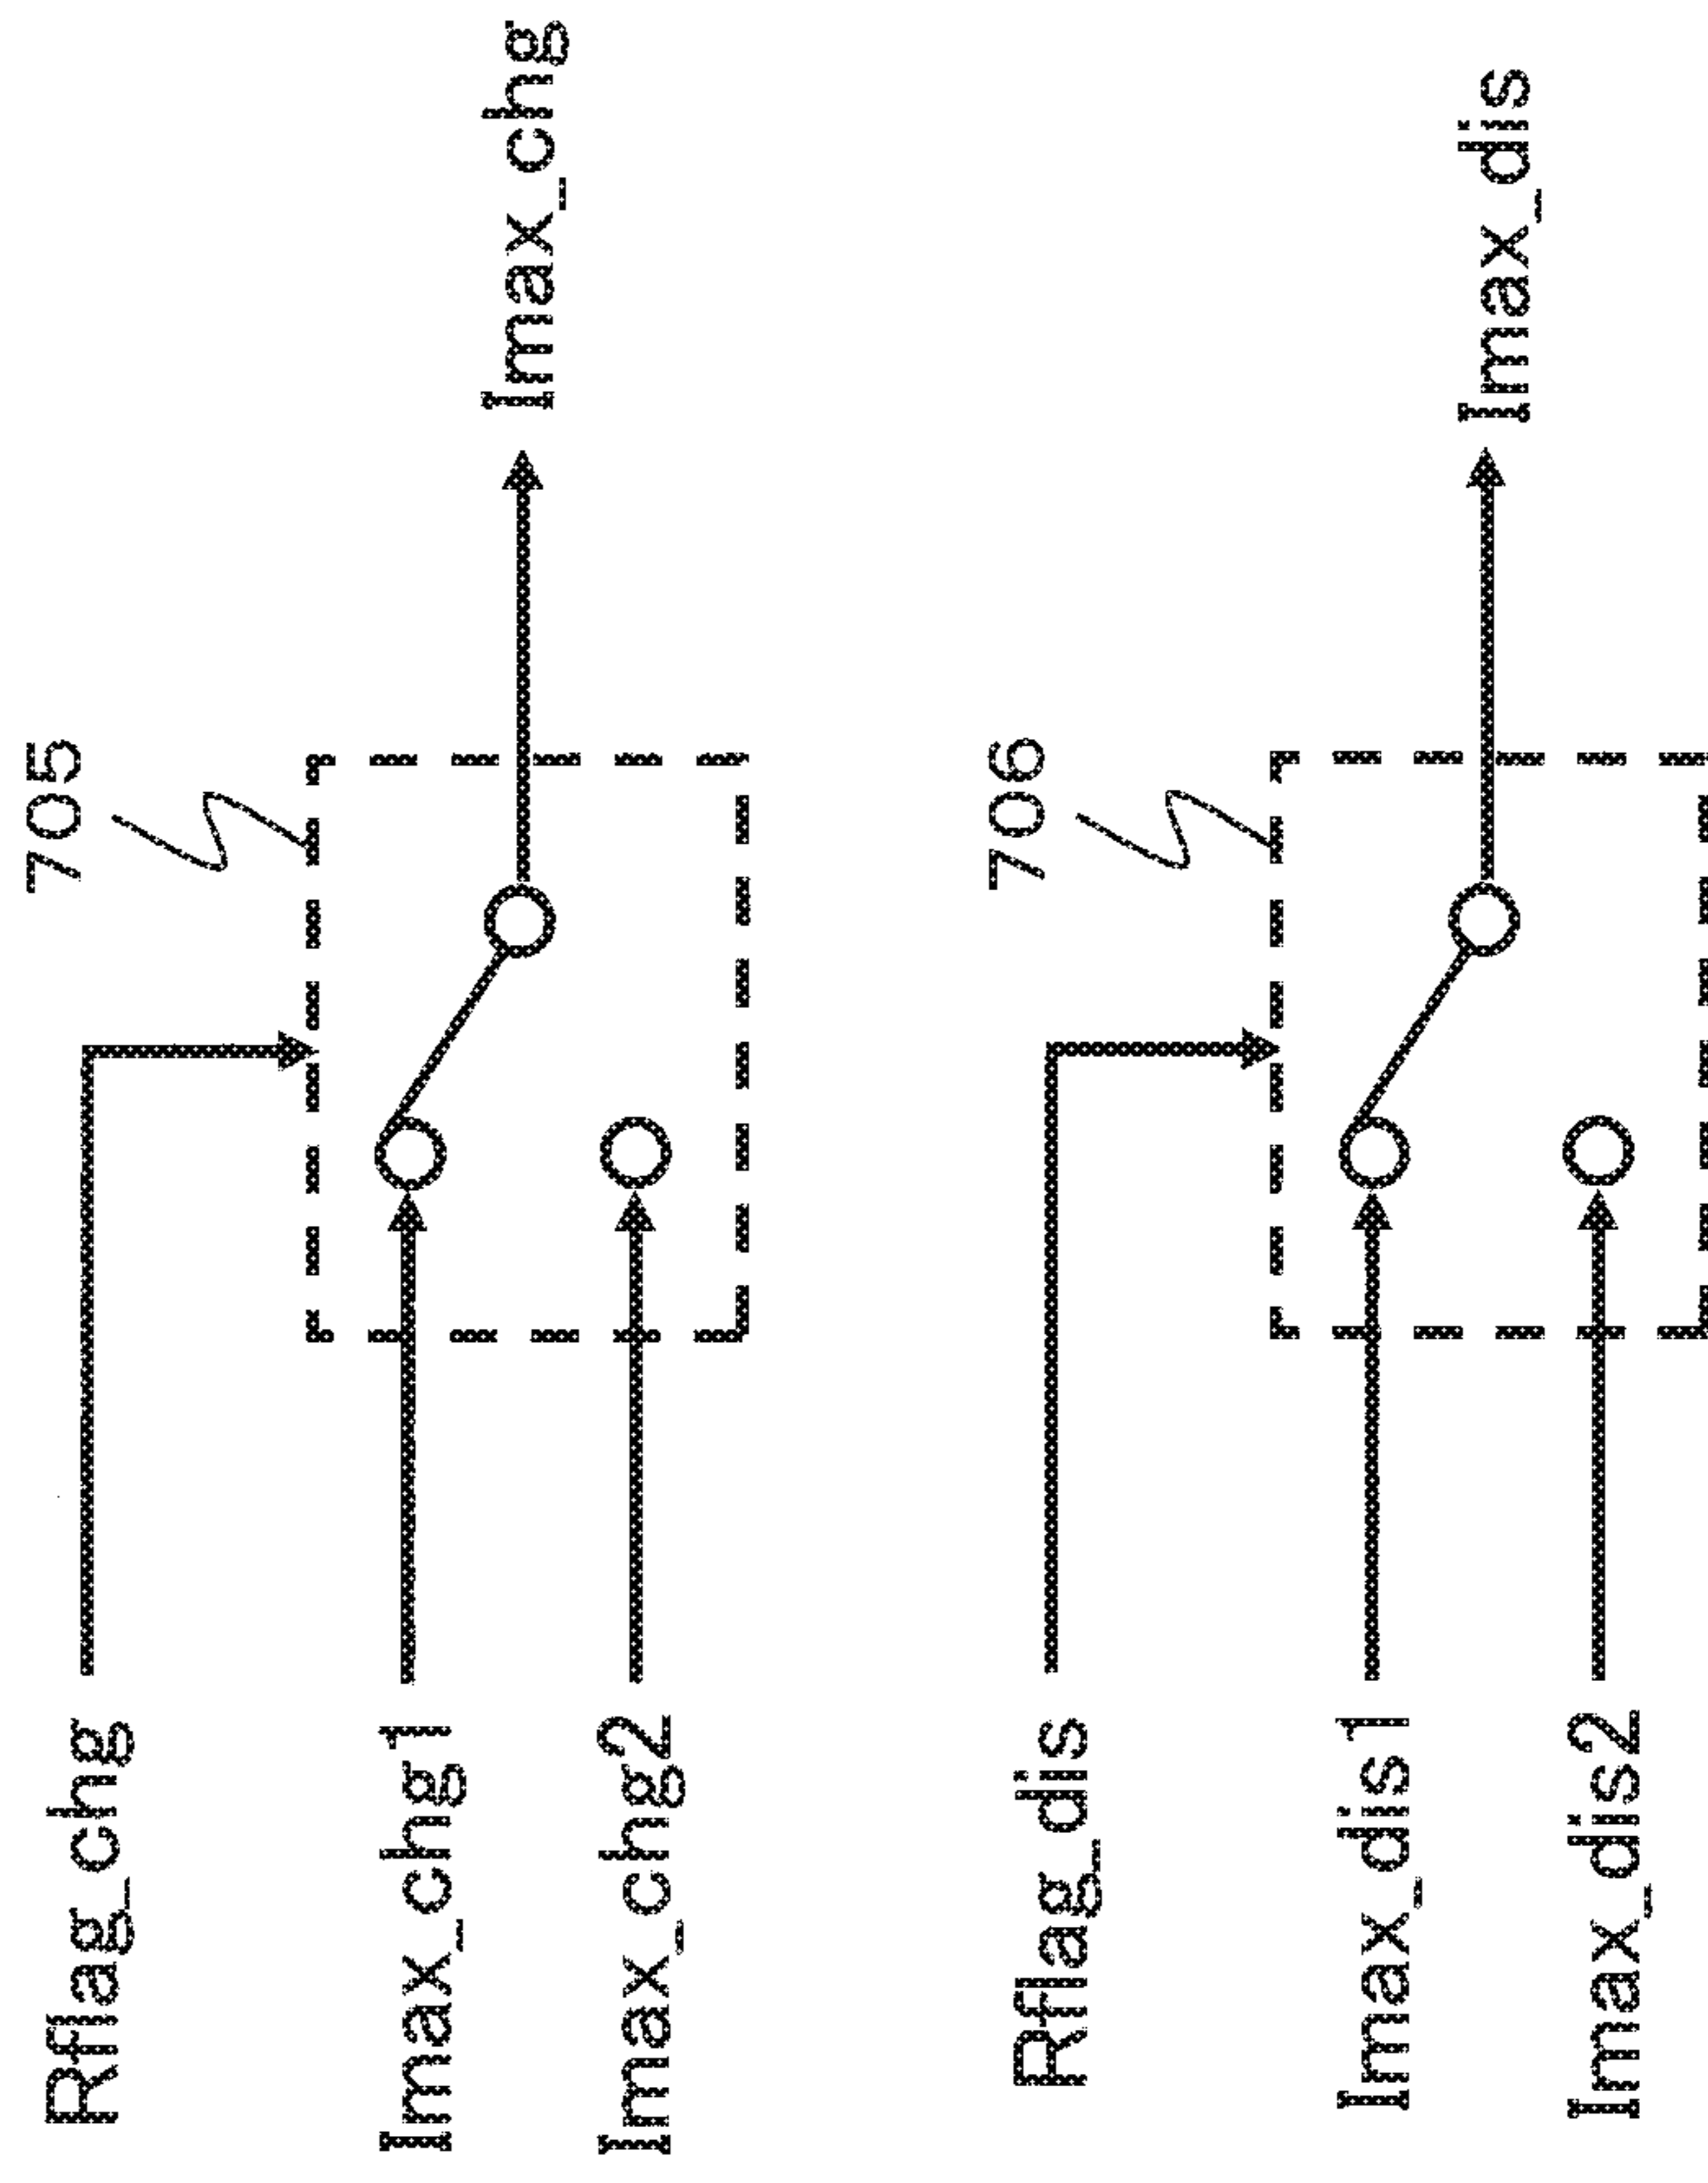 705
Rflag_chg
Imax_chg1
Imax_chg2
Imax_chg
706
Rflag_dis
Imax_dis1
Imax_dis2
Imax_dis